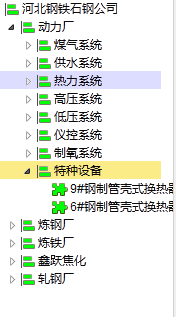 河北钢铁石钢公司
动力厂
煤气系统
供水系统
热力系统
高压系统
低压系统
仪控系统
制氧系统
特种设备
9#钢制管壳式换热器
6#钢制管壳式换热器
炼钢厂
炼铁厂
鑫跃焦化
轧钢厂